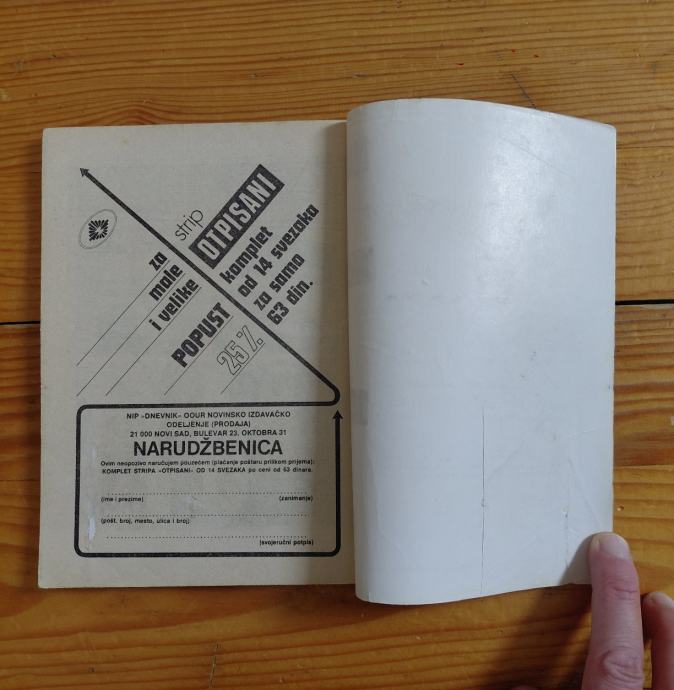 strip
OTPISANI
za
male
i velike
komplet
od 14 svezaka
za samo
63 din.
POPUST
25%
NIP »DNEVNIK« OOUR NOVINSKO IZDAVAČKO
ODELJENJE (PRODAJA)
21 000 NOVI SAD, BULEVAR 23. OKTOBRA 31
NARUDŽBENICA
Ovim neopozivo naručujem pouzećem (plaćanje poštaru prilikom prijema):
KOMPLET STRIPA »OTPISANI« OD 14 SVEZAKA po ceni od 63 dinara.
(ime i prezime) (zanimanje)
(pošt. broj, mesto, ulica i broj)
(svojeručni potpis)